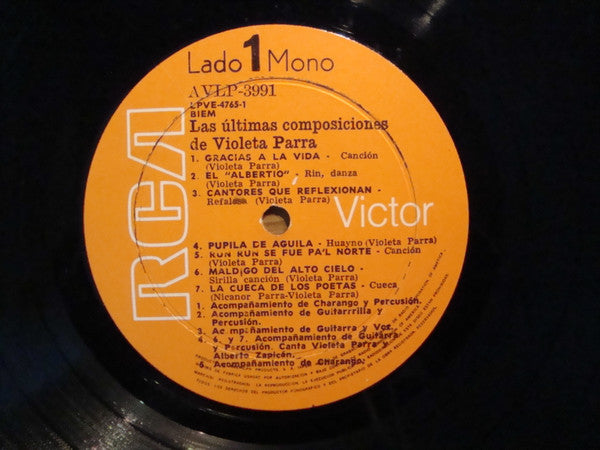 Lado 1 Mono
AVLP-3991
LPVE-4765-1
BIEM
Las últimas composiciones
de Violeta Parra
1. GRACIAS A LA VIDA - Canción
(Violeta Parra)
2. EL "ALBERTIO" - Rin, danza
(Violeta Parra)
3. CANTORES QUE REFLEXIONAN -
Refalosa (Violeta Parra)
RCA Victor
4. PUPILA DE AGUILA - Huayno (Violeta Parra)
5. RUN RUN SE FUE PA'L NORTE - Canción
(Violeta Parra)
6. MALDIGO DEL ALTO CIELO -
Sirilla canción (Violeta Parra)
7. LA CUECA DE LOS POETAS - Cueca
(Nicanor Parra-Violeta Parra)
1. Acompañamiento de Charango y Percusión.
2. Acompañamiento de Guitarrrilla y
Percusión.
3. Acompañamiento de Guitarra y Voz.
4. 6. y 7. Acompañamiento de Guitarra
y Percusión. Canta Violeta Parra y
Alberto Zapicán.
5. Acompañamiento de Charango.